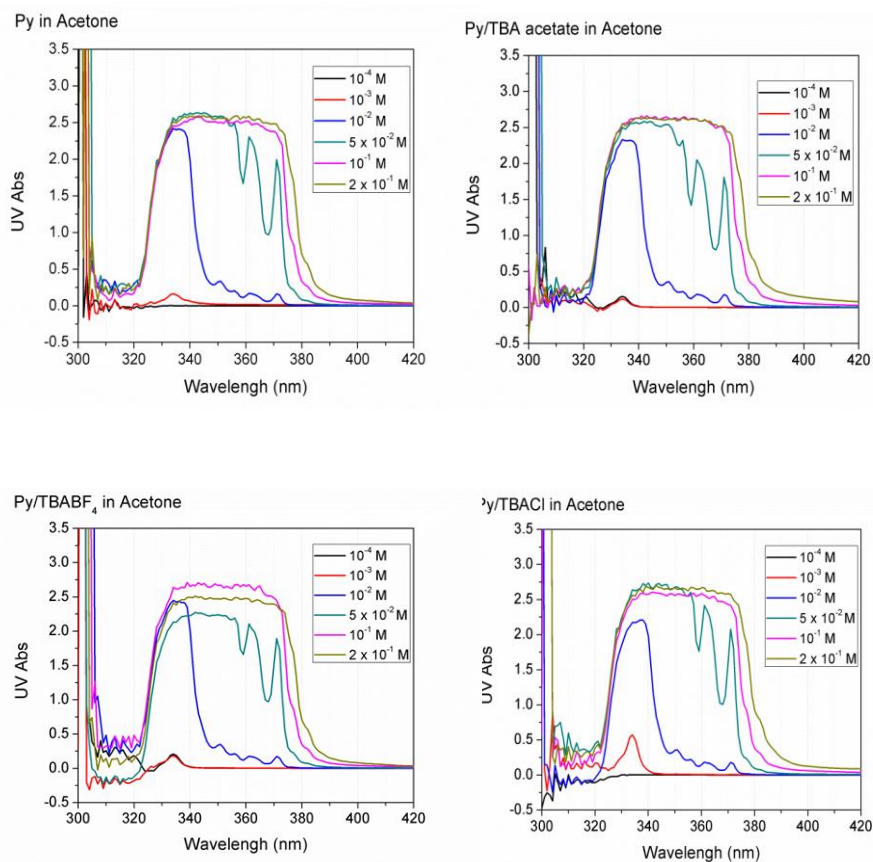 Py in Acetone
3.5
3.0
2.5
2.0
1.5
1.0
0.5
0.0
-0.5
UV Abs
10⁻⁴ M
10⁻³ M
10⁻² M
5 x 10⁻² M
10⁻¹ M
2 x 10⁻¹ M
300 320 340 360 380 400 420
Wavelengh (nm)
Py/TBA acetate in Acetone
3.5
3.0
2.5
2.0
1.5
1.0
0.5
0.0
-0.5
UV Abs
10⁻⁴ M
10⁻³ M
10⁻² M
5 x 10⁻² M
10⁻¹ M
2 x 10⁻¹ M
300 320 340 360 380 400 420
Wavelengh (nm)
Py/TBABF₄ in Acetone
3.5
3.0
2.5
2.0
1.5
1.0
0.5
0.0
-0.5
UV Abs
10⁻⁴ M
10⁻³ M
10⁻² M
5 x 10⁻² M
10⁻¹ M
2 x 10⁻¹ M
300 320 340 360 380 400 420
Wavelengh (nm)
Py/TBACl in Acetone
3.5
3.0
2.5
2.0
1.5
1.0
0.5
0.0
-0.5
UV Abs
10⁻⁴ M
10⁻³ M
10⁻² M
5 x 10⁻² M
10⁻¹ M
2 x 10⁻¹ M
300 320 340 360 380 400 420
Wavelengh (nm)